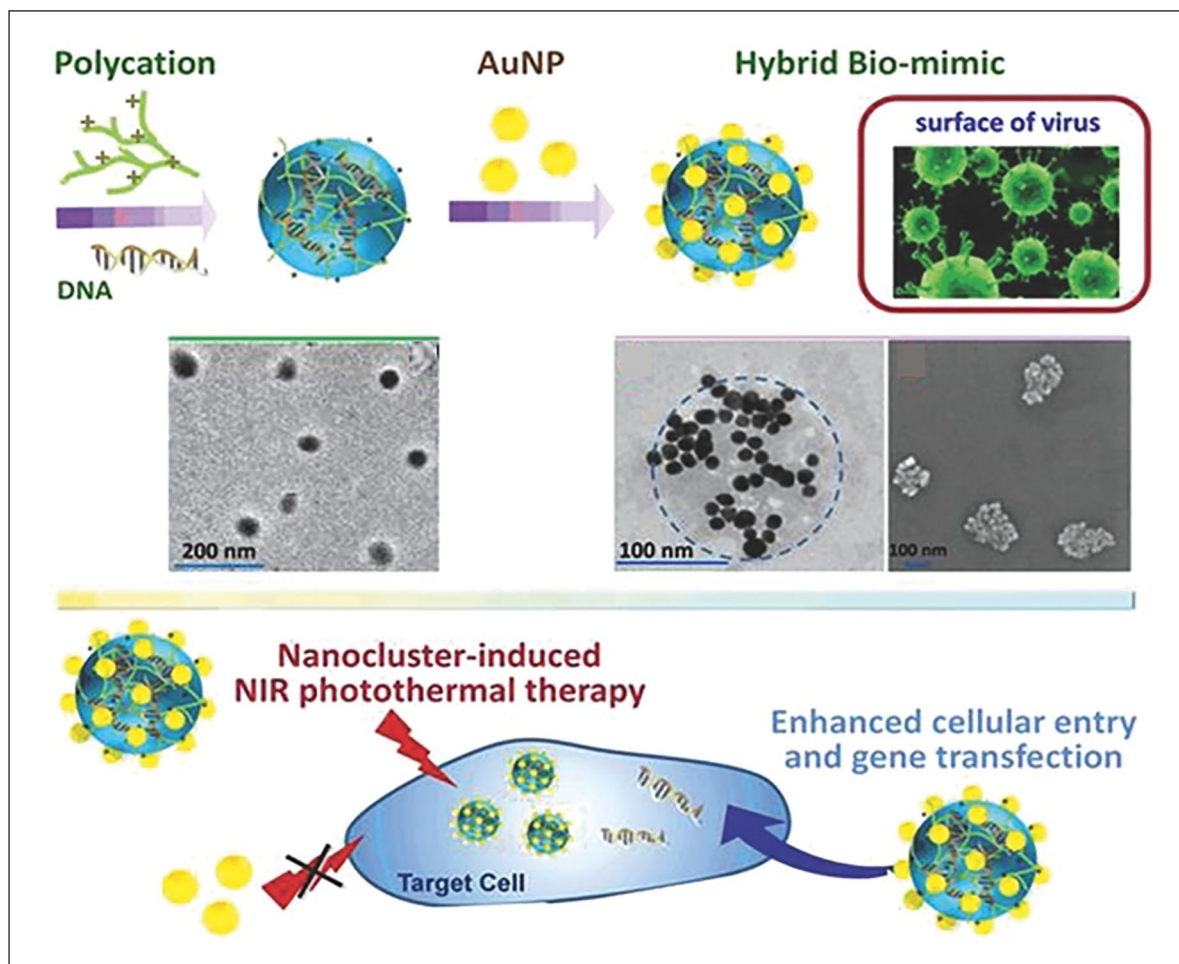 Polycation
AuNP
Hybrid Bio-mimic
surface of virus
DNA
200 nm
100 nm
100 nm
Nanocluster-induced
NIR photothermal therapy
Enhanced cellular entry
and gene transfection
Target Cell